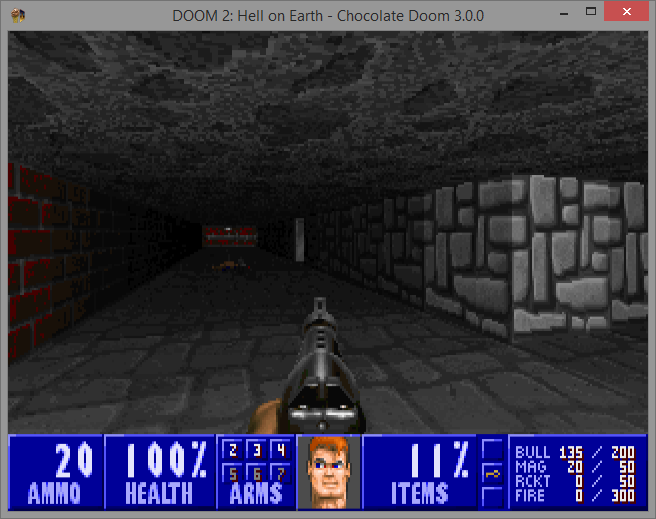 DOOM 2: Hell on Earth - Chocolate Doom 3.0.0
20
AMMO
100%
HEALTH
2 3 4
5 6 7
ARMS
11%
ITEMS
BULL 135 / 200
MAG 20 / 50
RCKT 0 / 50
FIRE 0 / 300